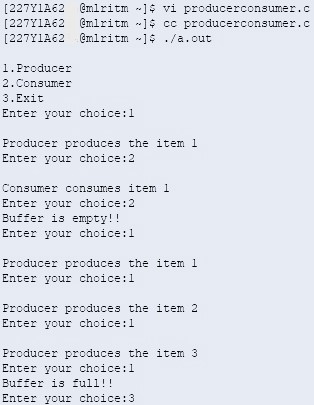 [227Y1A62 @mlritm ~]$ vi producerconsumer.c
[227Y1A62 @mlritm ~]$ cc producerconsumer.c
[227Y1A62 @mlritm ~]$ ./a.out
1.Producer
2.Consumer
3.Exit
Enter your choice:1
Producer produces the item 1
Enter your choice:2
Consumer consumes item 1
Enter your choice:2
Buffer is empty!!
Enter your choice:1
Producer produces the item 1
Enter your choice:1
Producer produces the item 2
Enter your choice:1
Producer produces the item 3
Enter your choice:1
Buffer is full!!
Enter your choice:3